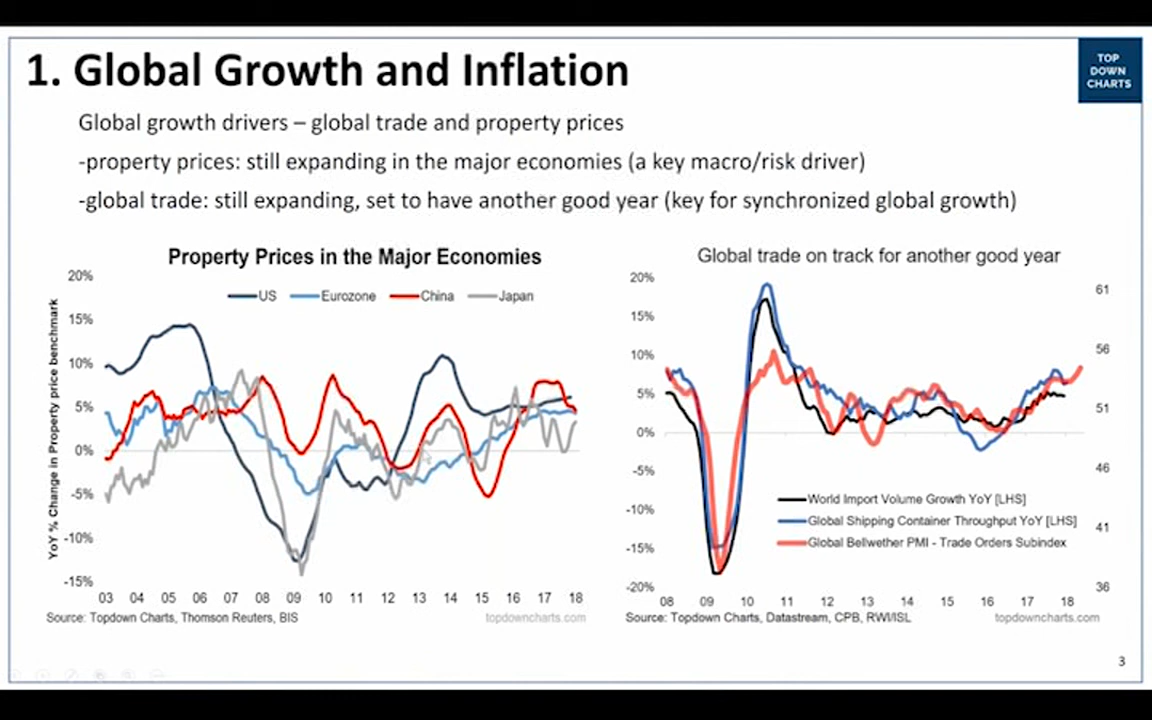 1. Global Growth and Inflation
TOP
DOWN
CHARTS
Global growth drivers – global trade and property prices
-property prices: still expanding in the major economies (a key macro/risk driver)
-global trade: still expanding, set to have another good year (key for synchronized global growth)
Property Prices in the Major Economies
US Eurozone China Japan
YoY % Change in Property price benchmark
20%
15%
10%
5%
0%
-5%
-10%
-15%
03 04 05 06 07 08 09 10 11 12 13 14 15 16 17 18
Source: Topdown Charts, Thomson Reuters, BIS
topdowncharts.com
Global trade on track for another good year
20%
15%
10%
5%
0%
-5%
-10%
-15%
-20%
61
56
51
46
41
36
World Import Volume Growth YoY [LHS]
Global Shipping Container Throughput YoY [LHS]
Global Bellwether PMI - Trade Orders Subindex
08 09 10 11 12 13 14 15 16 17 18
Source: Topdown Charts, Datastream, CPB, RWI/ISL
topdowncharts.com
3